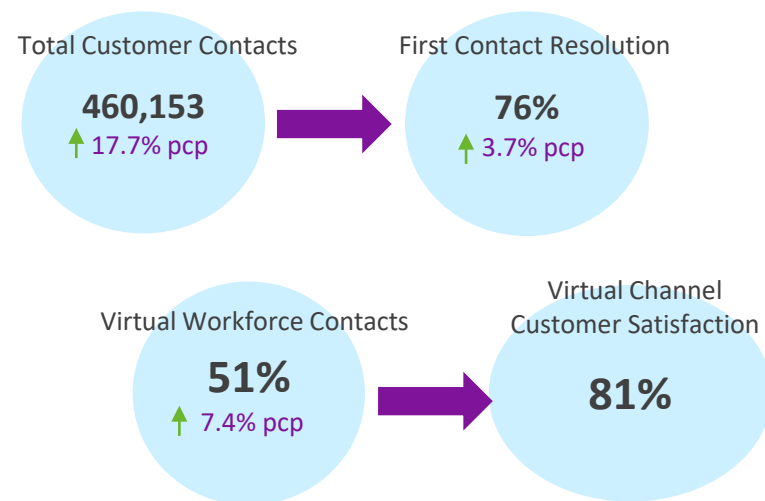 Total Customer Contacts
460,153
17.7% pcp
First Contact Resolution
76%
3.7% pcp
Virtual Workforce Contacts
51%
7.4% pcp
Virtual Channel
Customer Satisfaction
81%